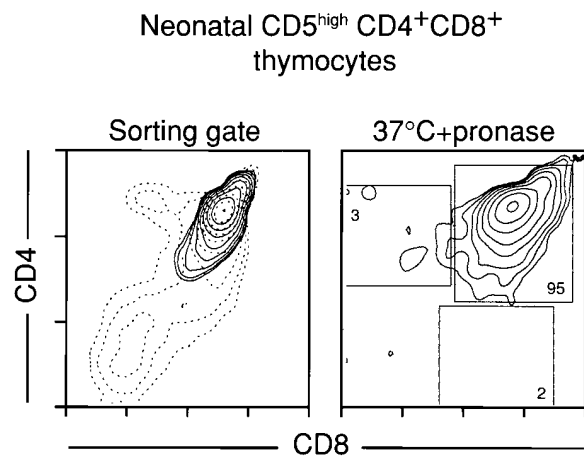 Neonatal CD5high CD4+CD8+
thymocytes
Sorting gate
37°C+pronase
CD4
3
95
2
CD8